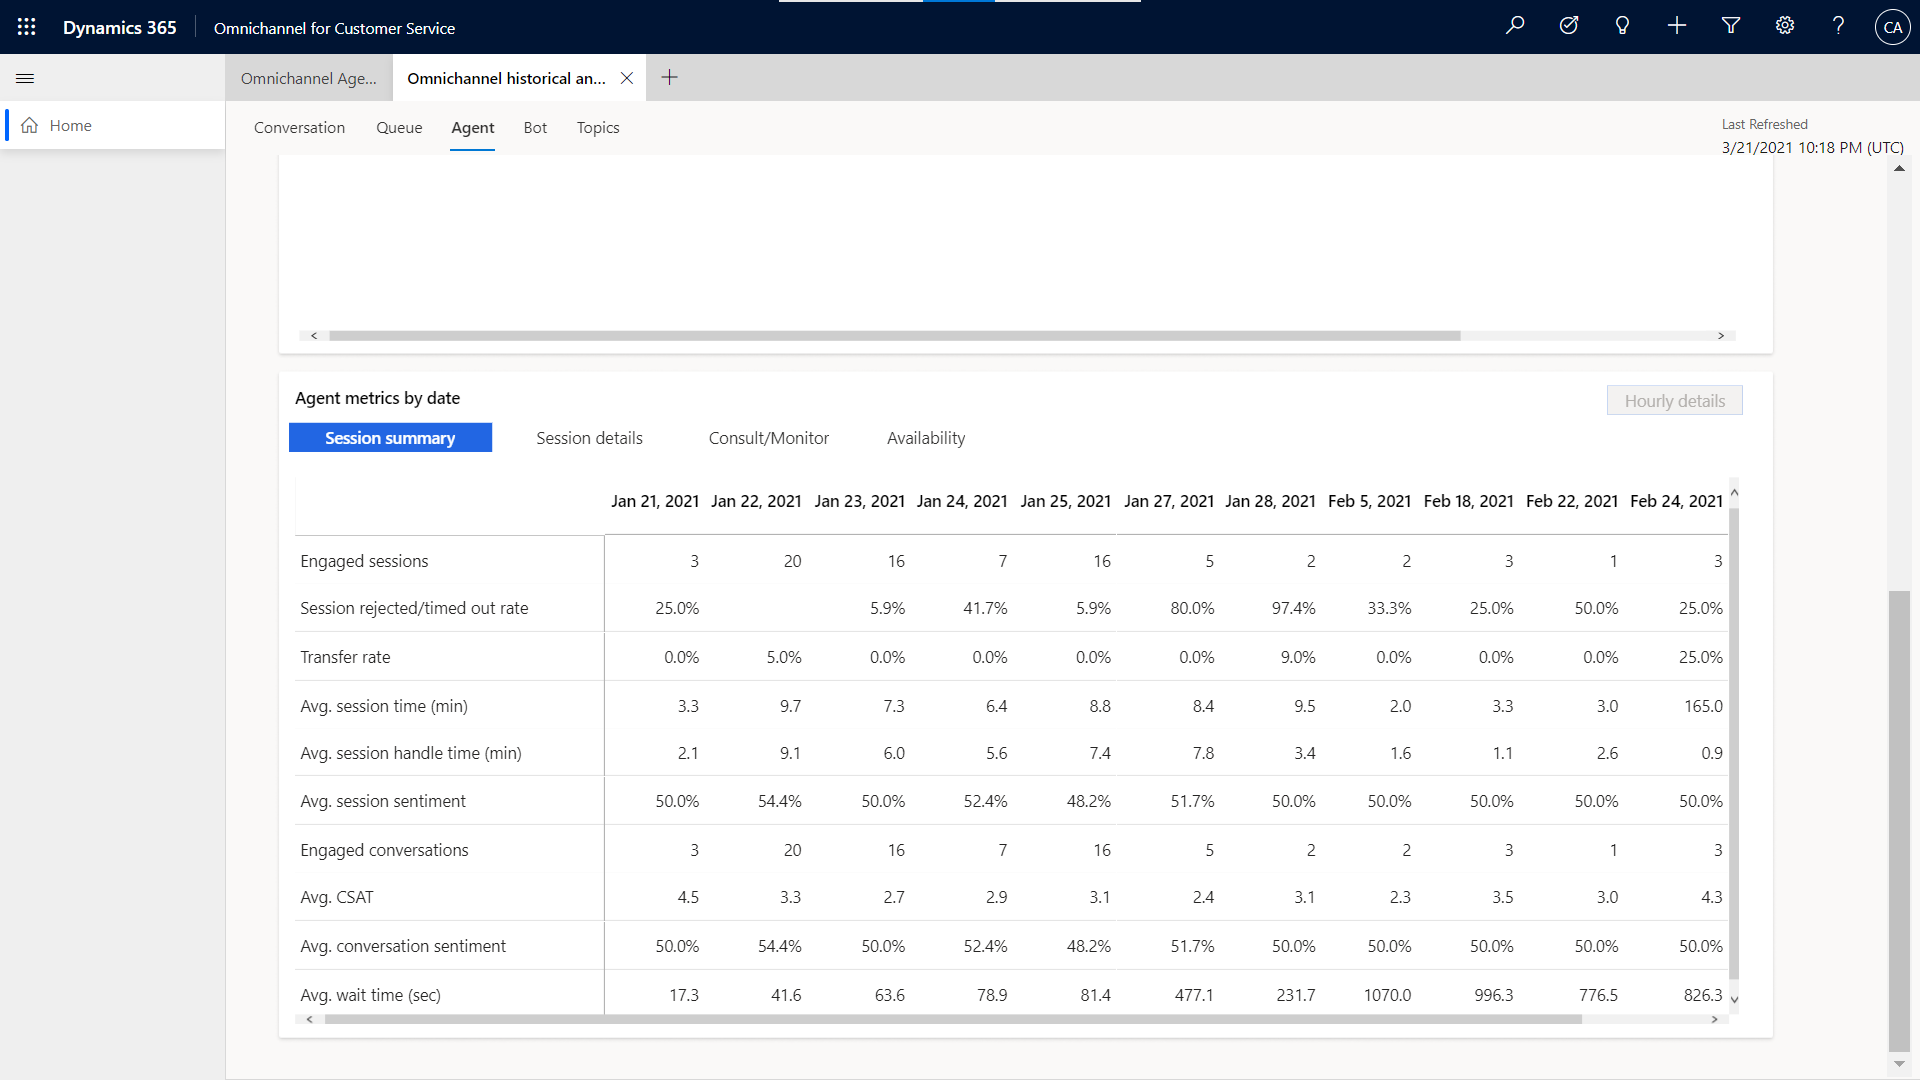 Dynamics 365 Omnichannel for Customer Service CA
Omnichannel Age... Omnichannel historical an...
Home
Conversation Queue Agent Bot Topics
Last Refreshed
3/21/2021 10:18 PM (UTC)
Agent metrics by date
Hourly details
Session summary Session details Consult/Monitor Availability
Jan 21, 2021 Jan 22, 2021 Jan 23, 2021 Jan 24, 2021 Jan 25, 2021 Jan 27, 2021 Jan 28, 2021 Feb 5, 2021 Feb 18, 2021 Feb 22, 2021 Feb 24, 2021
Engaged sessions 3 20 16 7 16 5 2 2 3 1 3
Session rejected/timed out rate 25.0% 5.9% 41.7% 5.9% 80.0% 97.4% 33.3% 25.0% 50.0% 25.0%
Transfer rate 0.0% 5.0% 0.0% 0.0% 0.0% 0.0% 9.0% 0.0% 0.0% 0.0% 25.0%
Avg. session time (min) 3.3 9.7 7.3 6.4 8.8 8.4 9.5 2.0 3.3 3.0 165.0
Avg. session handle time (min) 2.1 9.1 6.0 5.6 7.4 7.8 3.4 1.6 1.1 2.6 0.9
Avg. session sentiment 50.0% 54.4% 50.0% 52.4% 48.2% 51.7% 50.0% 50.0% 50.0% 50.0% 50.0%
Engaged conversations 3 20 16 7 16 5 2 2 3 1 3
Avg. CSAT 4.5 3.3 2.7 2.9 3.1 2.4 3.1 2.3 3.5 3.0 4.3
Avg. conversation sentiment 50.0% 54.4% 50.0% 52.4% 48.2% 51.7% 50.0% 50.0% 50.0% 50.0% 50.0%
Avg. wait time (sec) 17.3 41.6 63.6 78.9 81.4 477.1 231.7 1070.0 996.3 776.5 826.3